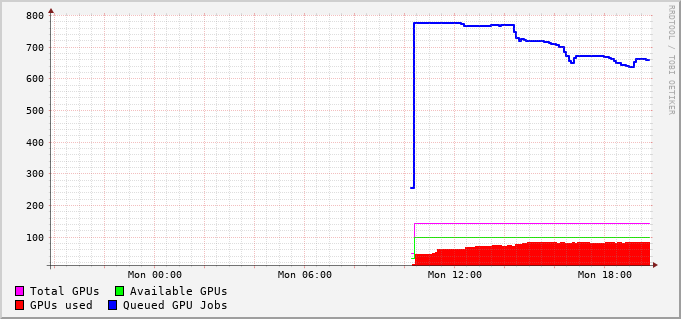 RRDTOOL / TOBI OETIKER
800
700
600
500
400
300
200
100
Mon 00:00 Mon 06:00 Mon 12:00 Mon 18:00
Total GPUs Available GPUs
GPUs used Queued GPU Jobs